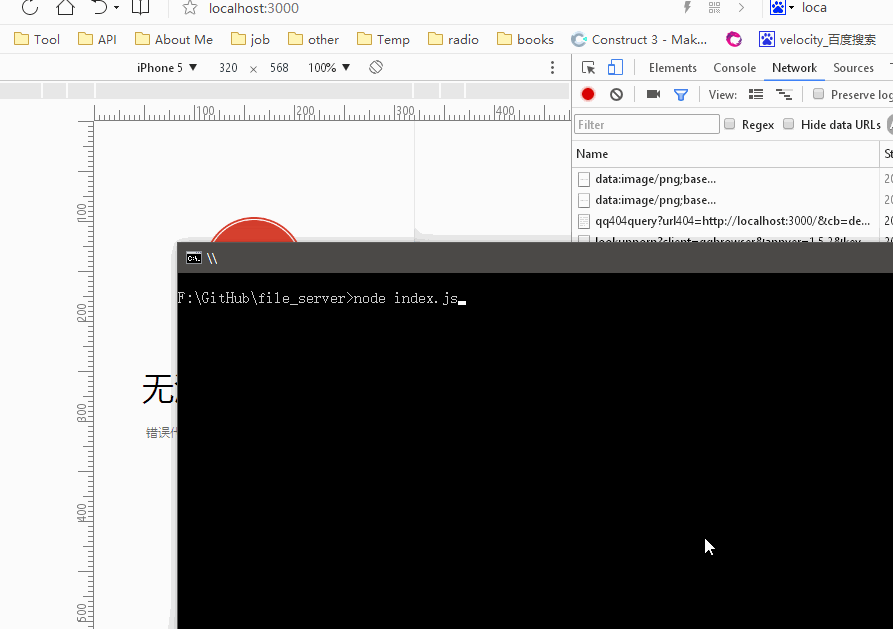 localhost:3000
loca
Tool API About Me job other Temp radio books Construct 3 - Mak... velocity_百度搜索
iPhone 5 ▼ 320 × 568 100% ▼
Elements Console Network Sources
View: Preserve log
Filter Regex Hide data URLs
Name
data:image/png;base...
data:image/png;base...
qq404query?url404=http://localhost:3000/&cb=de...
100 200 300 400
100
200
300
400
500
C:\. \\
F:\GitHub\file_server>node index.js
无
错误